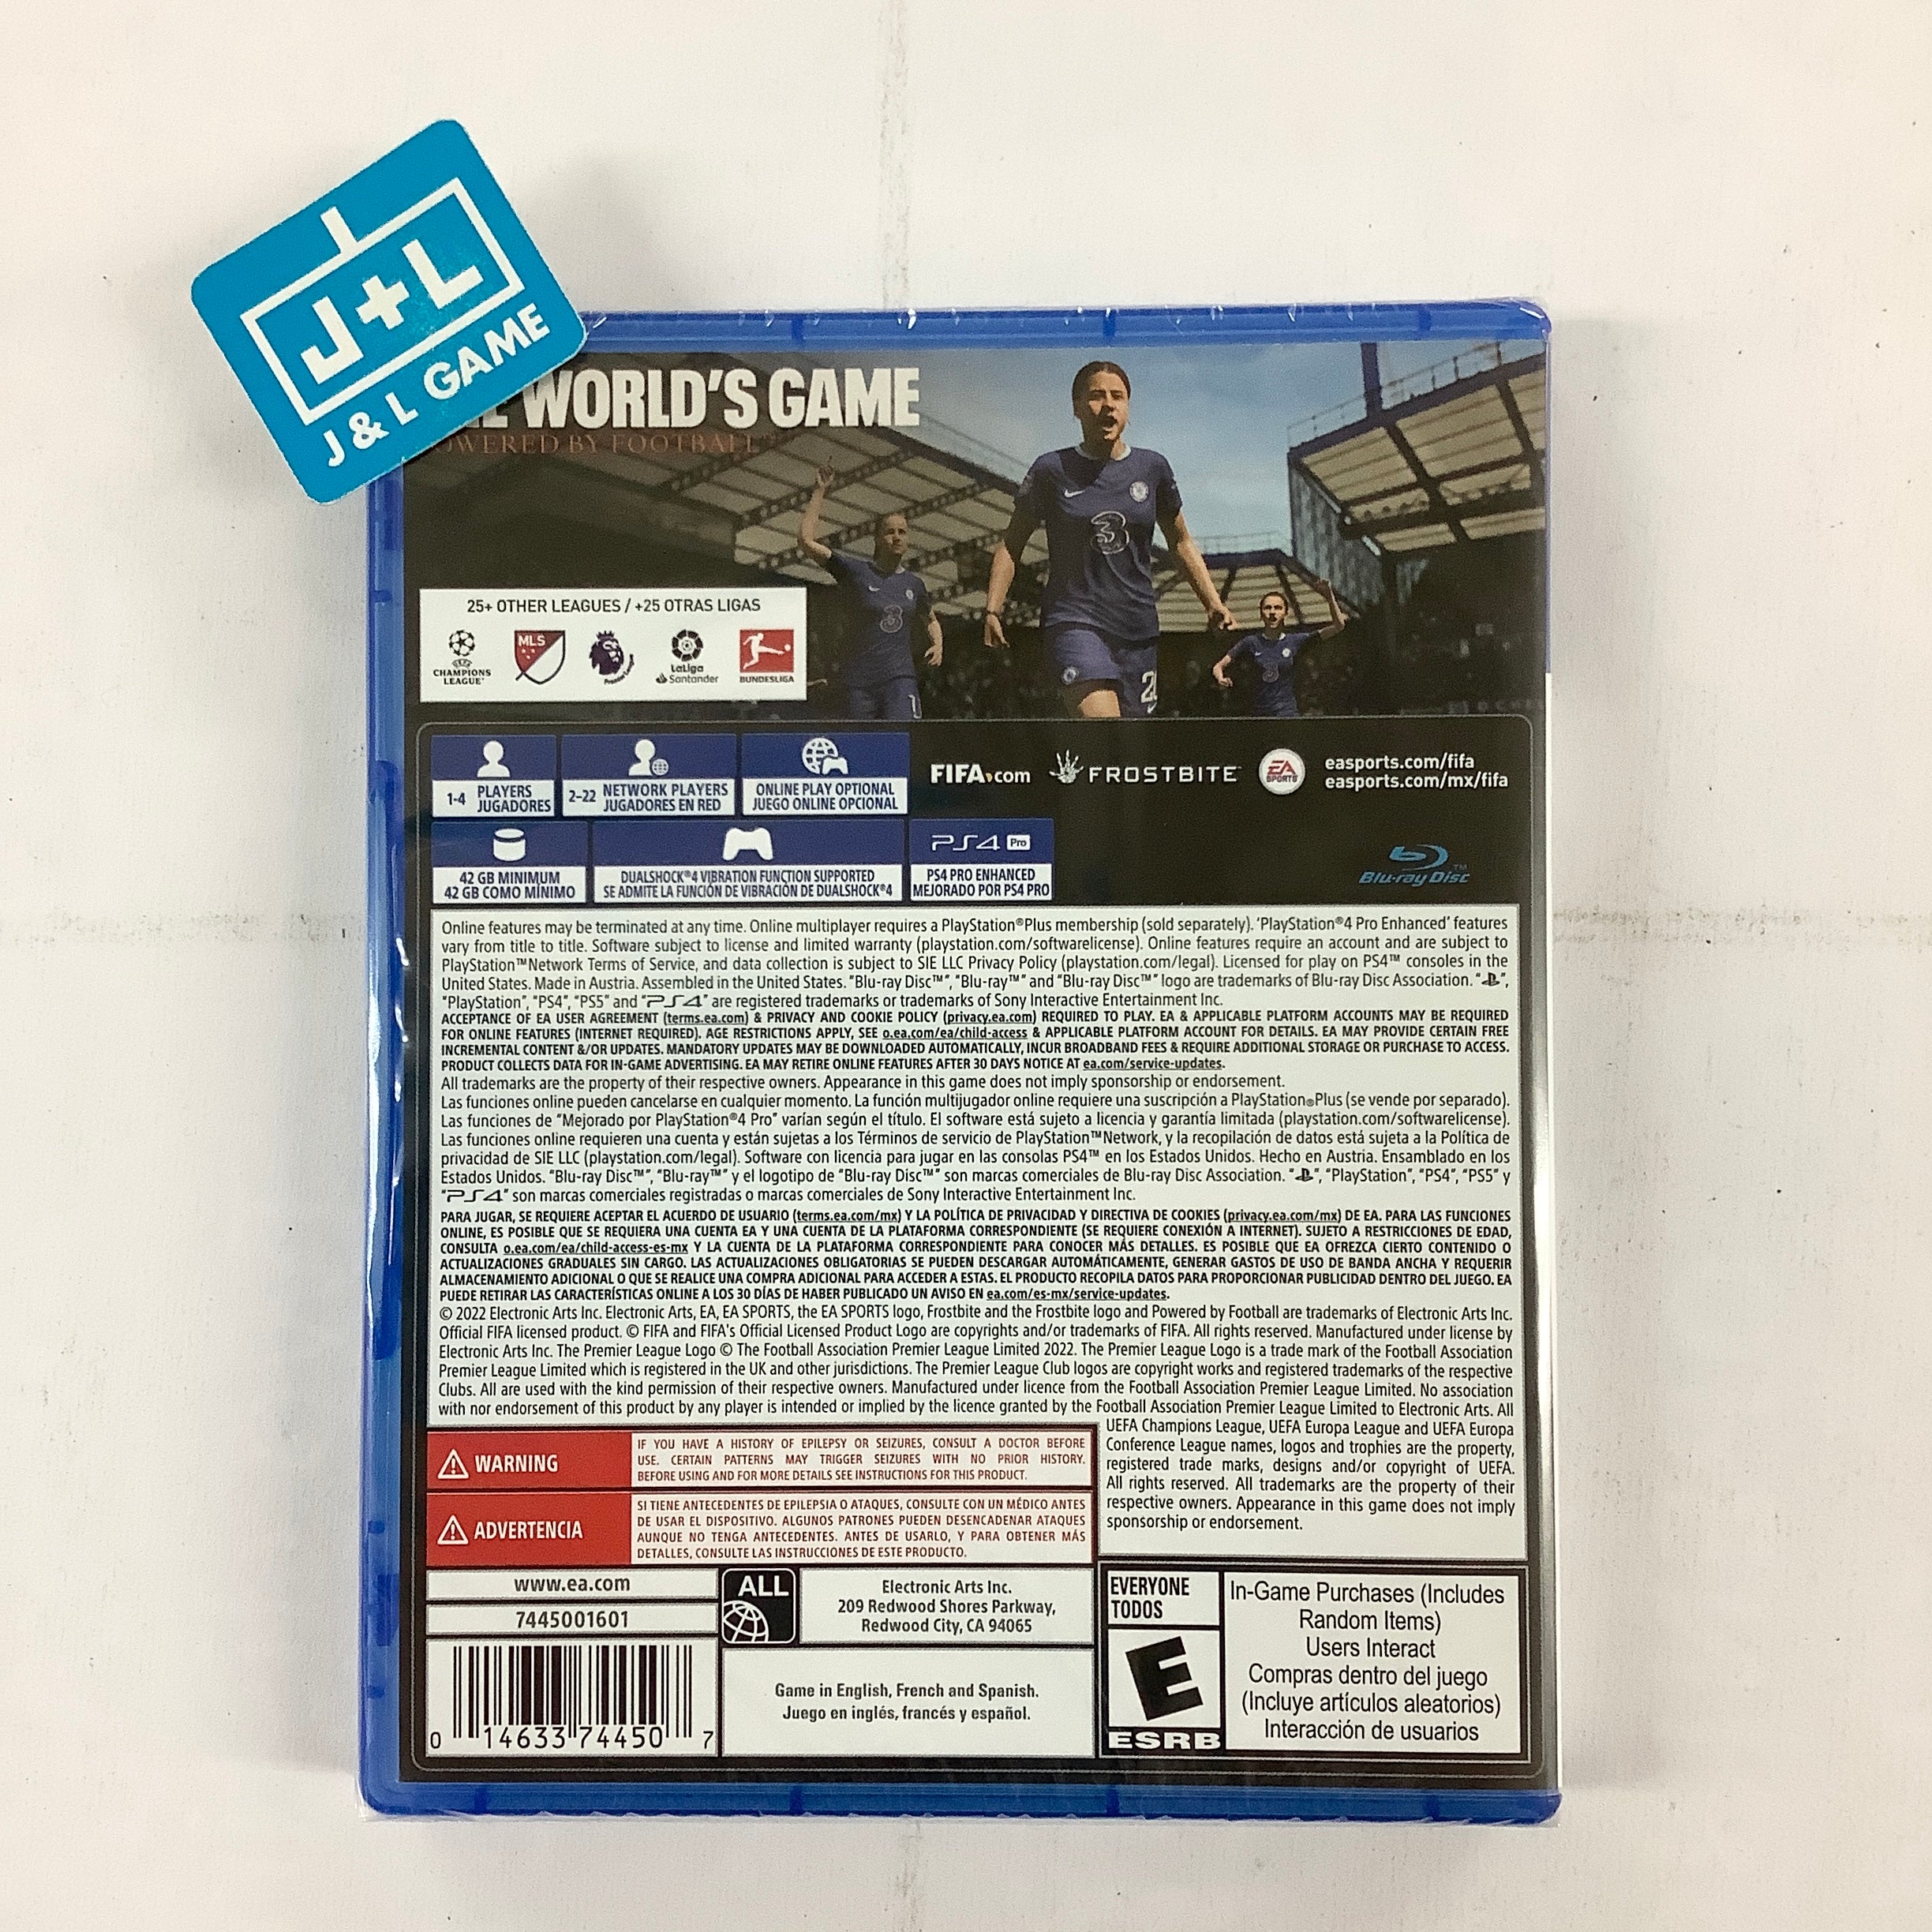 J+L
J & L GAME
WORLD'S GAME
POWERED BY FOOTBALL™
25+ OTHER LEAGUES / +25 OTRAS LIGAS
UEFA
CHAMPIONS
LEAGUE
MLS
Premier League
LaLiga
Santander
BUNDESLIGA
3
3
3
1
2
1-4 PLAYERS
JUGADORES
2-22 NETWORK PLAYERS
JUGADORES EN RED
ONLINE PLAY OPTIONAL
JUEGO ONLINE OPCIONAL
FIFA.com
FROSTBITE™
EA SPORTS
easports.com/fifa
easports.com/mx/fifa
42 GB MINIMUM
42 GB COMO MÍNIMO
DUALSHOCK®4 VIBRATION FUNCTION SUPPORTED
SE ADMITE LA FUNCIÓN DE VIBRACIÓN DE DUALSHOCK®4
PS4 Pro
PS4 PRO ENHANCED
MEJORADO POR PS4 PRO
Blu-ray Disc™
Online features may be terminated at any time. Online multiplayer requires a PlayStation®Plus membership (sold separately). 'PlayStation®4 Pro Enhanced' features
vary from title to title. Software subject to license and limited warranty (playstation.com/softwarelicense). Online features require an account and are subject to
PlayStation™Network Terms of Service, and data collection is subject to SIE LLC Privacy Policy (playstation.com/legal). Licensed for play on PS4™ consoles in the
United States. Made in Austria. Assembled in the United States. "Blu-ray Disc™", "Blu-ray™" and "Blu-ray Disc™" logo are trademarks of Blu-ray Disc Association. "",
"PlayStation", "PS4", "PS5" and "PS4" are registered trademarks or trademarks of Sony Interactive Entertainment Inc.
ACCEPTANCE OF EA USER AGREEMENT (terms.ea.com) & PRIVACY AND COOKIE POLICY (privacy.ea.com) REQUIRED TO PLAY. EA & APPLICABLE PLATFORM ACCOUNTS MAY BE REQUIRED
FOR ONLINE FEATURES (INTERNET REQUIRED). AGE RESTRICTIONS APPLY, SEE o.ea.com/ea/child-access & APPLICABLE PLATFORM ACCOUNT FOR DETAILS. EA MAY PROVIDE CERTAIN FREE
INCREMENTAL CONTENT &/OR UPDATES. MANDATORY UPDATES MAY BE DOWNLOADED AUTOMATICALLY, INCUR BROADBAND FEES & REQUIRE ADDITIONAL STORAGE OR PURCHASE TO ACCESS.
PRODUCT COLLECTS DATA FOR IN-GAME ADVERTISING. EA MAY RETIRE ONLINE FEATURES AFTER 30 DAYS NOTICE AT ea.com/service-updates.
All trademarks are the property of their respective owners. Appearance in this game does not imply sponsorship or endorsement.
Las funciones online pueden cancelarse en cualquier momento. La función multijugador online requiere una suscripción a PlayStation®Plus (se vende por separado).
Las funciones de "Mejorado por PlayStation®4 Pro" varían según el título. El software está sujeto a licencia y garantía limitada (playstation.com/softwarelicense).
Las funciones online requieren una cuenta y están sujetas a los Términos de servicio de PlayStation™Network, y la recopilación de datos está sujeta a la Política de
privacidad de SIE LLC (playstation.com/legal). Software con licencia para jugar en las consolas PS4™ en los Estados Unidos. Hecho en Austria. Ensamblado en los
Estados Unidos. "Blu-ray Disc™", "Blu-ray™" y el logotipo de "Blu-ray Disc™" son marcas comerciales de Blu-ray Disc Association. "", "PlayStation", "PS4", "PS5" y
"PS4" son marcas comerciales registradas o marcas comerciales de Sony Interactive Entertainment Inc.
PARA JUGAR, SE REQUIERE ACEPTAR EL ACUERDO DE USUARIO (terms.ea.com/mx) Y LA POLÍTICA DE PRIVACIDAD Y DIRECTIVA DE COOKIES (privacy.ea.com/mx) DE EA. PARA LAS FUNCIONES
ONLINE, ES POSIBLE QUE SE REQUIERA UNA CUENTA EA Y UNA CUENTA DE LA PLATAFORMA CORRESPONDIENTE (SE REQUIERE CONEXIÓN A INTERNET). SUJETO A RESTRICCIONES DE EDAD,
CONSULTA o.ea.com/ea/child-access-es-mx Y LA CUENTA DE LA PLATAFORMA CORRESPONDIENTE PARA CONOCER MÁS DETALLES. ES POSIBLE QUE EA OFREZCA CIERTO CONTENIDO O
ACTUALIZACIONES GRADUALES SIN CARGO. LAS ACTUALIZACIONES OBLIGATORIAS SE PUEDEN DESCARGAR AUTOMÁTICAMENTE, GENERAR GASTOS DE USO DE BANDA ANCHA Y REQUERIR
ALMACENAMIENTO ADICIONAL O QUE SE REALICE UNA COMPRA ADICIONAL PARA ACCEDER A ESTAS. EL PRODUCTO RECOPILA DATOS PARA PROPORCIONAR PUBLICIDAD DENTRO DEL JUEGO. EA
PUEDE RETIRAR LAS CARACTERÍSTICAS ONLINE A LOS 30 DÍAS DE HABER PUBLICADO UN AVISO EN ea.com/es-mx/service-updates.
© 2022 Electronic Arts Inc. Electronic Arts, EA, EA SPORTS, the EA SPORTS logo, Frostbite and the Frostbite logo and Powered by Football are trademarks of Electronic Arts Inc.
Official FIFA licensed product. © FIFA and FIFA's Official Licensed Product Logo are copyrights and/or trademarks of FIFA. All rights reserved. Manufactured under license by
Electronic Arts Inc. The Premier League Logo © The Football Association Premier League Limited 2022. The Premier League Logo is a trade mark of the Football Association
Premier League Limited which is registered in the UK and other jurisdictions. The Premier League Club logos are copyright works and registered trademarks of the respective
Clubs. All are used with the kind permission of their respective owners. Manufactured under licence from the Football Association Premier League Limited. No association
with nor endorsement of this product by any player is intended or implied by the licence granted by the Football Association Premier League Limited to Electronic Arts. All
UEFA Champions League, UEFA Europa League and UEFA Europa
Conference League names, logos and trophies are the property,
registered trade marks, designs and/or copyright of UEFA.
All rights reserved. All trademarks are the property of their
respective owners. Appearance in this game does not imply
sponsorship or endorsement.
WARNING
IF YOU HAVE A HISTORY OF EPILEPSY OR SEIZURES, CONSULT A DOCTOR BEFORE
USE. CERTAIN PATTERNS MAY TRIGGER SEIZURES WITH NO PRIOR HISTORY.
BEFORE USING AND FOR MORE DETAILS SEE INSTRUCTIONS FOR THIS PRODUCT.
ADVERTENCIA
SI TIENE ANTECEDENTES DE EPILEPSIA O ATAQUES, CONSULTE CON UN MÉDICO ANTES
DE USAR EL DISPOSITIVO. ALGUNOS PATRONES PUEDEN DESENCADENAR ATAQUES
AUNQUE NO TENGA ANTECEDENTES. ANTES DE USARLO, Y PARA OBTENER MÁS
DETALLES, CONSULTE LAS INSTRUCCIONES DE ESTE PRODUCTO.
www.ea.com
7445001601
0 14633 74450 7
ALL
Electronic Arts Inc.
209 Redwood Shores Parkway,
Redwood City, CA 94065
Game in English, French and Spanish.
Juego en inglés, francés y español.
EVERYONE
TODOS
E
ESRB
In-Game Purchases (Includes
Random Items)
Users Interact
Compras dentro del juego
(Incluye artículos aleatorios)
Interacción de usuarios